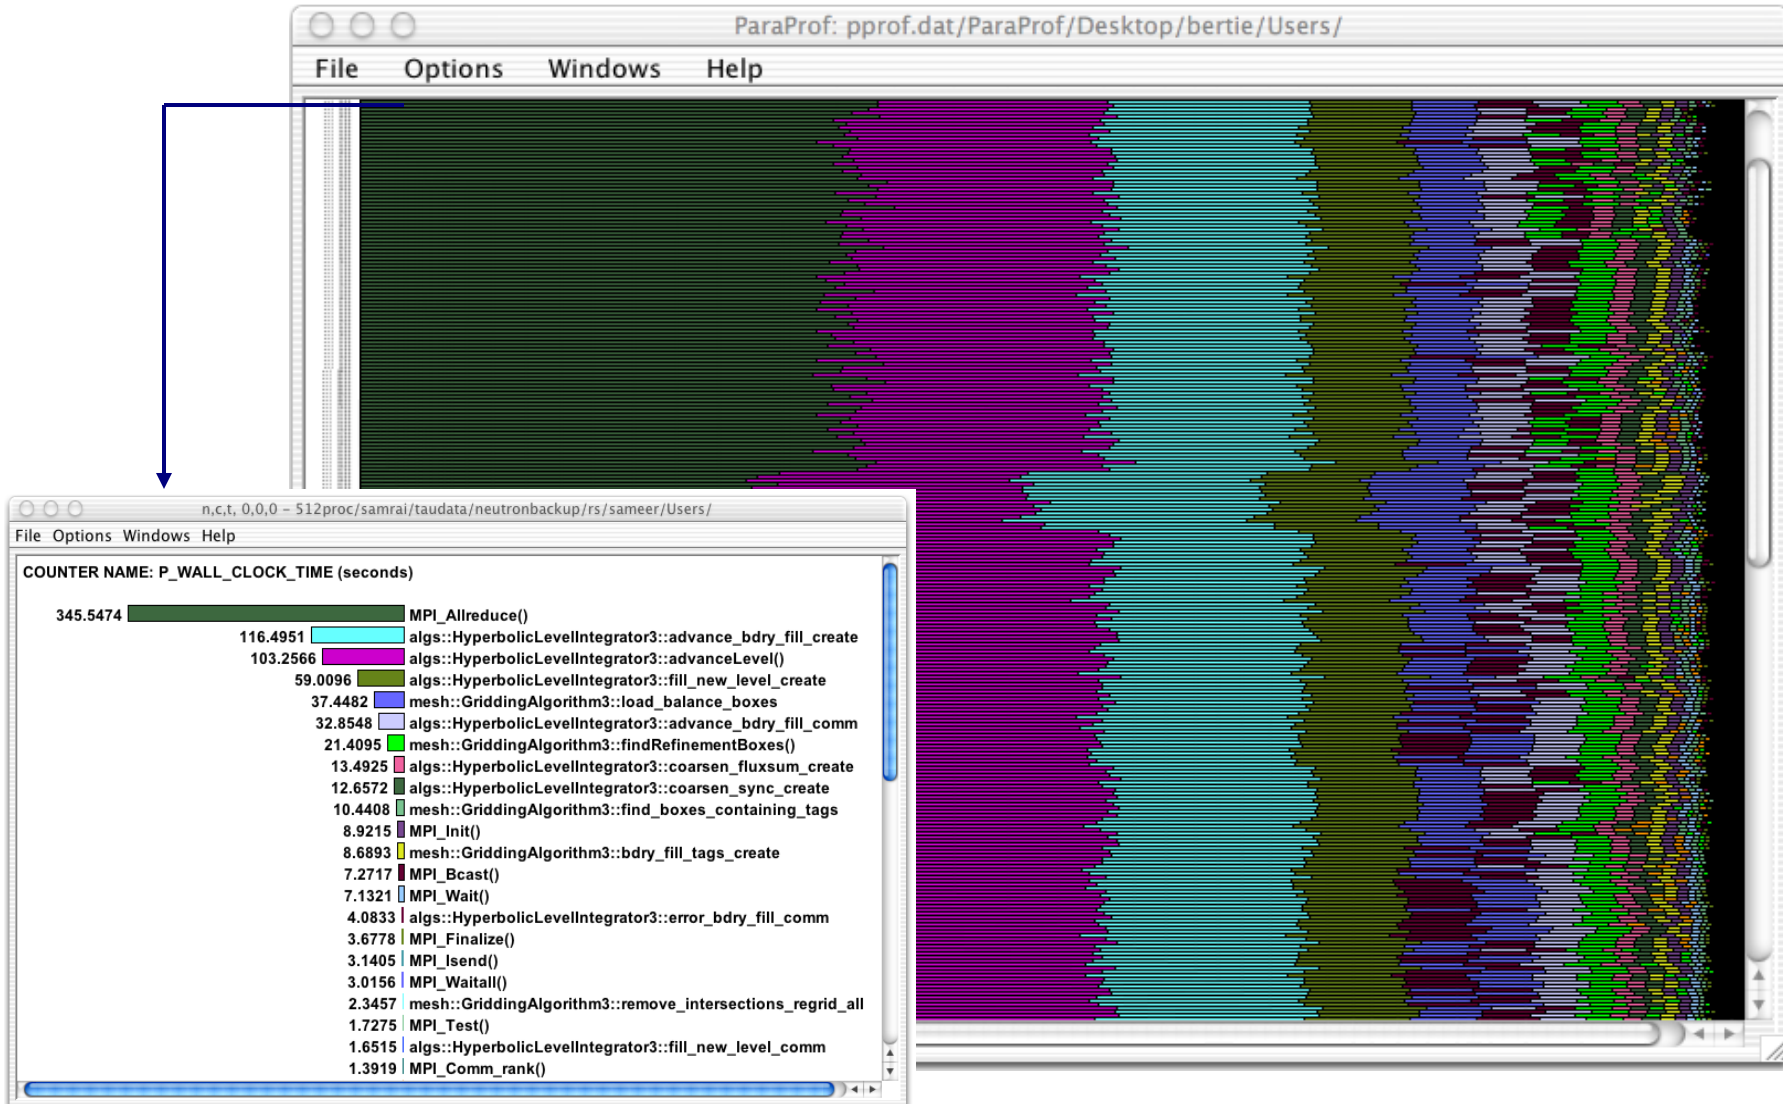 ParaProf: pprof.dat/ParaProf/Desktop/bertie/Users/
File Options Windows Help
n,c,t, 0,0,0 – 512proc/samrai/taudata/neutronbackup/rs/sameer/Users/
File Options Windows Help
COUNTER NAME: P_WALL_CLOCK_TIME (seconds)
345.5474 MPI_Allreduce()
116.4951 algs::HyperbolicLevelIntegrator3::advance_bdry_fill_create
103.2566 algs::HyperbolicLevelIntegrator3::advanceLevel()
59.0096 algs::HyperbolicLevelIntegrator3::fill_new_level_create
37.4482 mesh::GriddingAlgorithm3::load_balance_boxes
32.8548 algs::HyperbolicLevelIntegrator3::advance_bdry_fill_comm
21.4095 mesh::GriddingAlgorithm3::findRefinementBoxes()
13.4925 algs::HyperbolicLevelIntegrator3::coarsen_fluxsum_create
12.6572 algs::HyperbolicLevelIntegrator3::coarsen_sync_create
10.4408 mesh::GriddingAlgorithm3::find_boxes_containing_tags
8.9215 MPI_Init()
8.6893 mesh::GriddingAlgorithm3::bdry_fill_tags_create
7.2717 MPI_Bcast()
7.1321 MPI_Wait()
4.0833 algs::HyperbolicLevelIntegrator3::error_bdry_fill_comm
3.6778 MPI_Finalize()
3.1405 MPI_Isend()
3.0156 MPI_Waitall()
2.3457 mesh::GriddingAlgorithm3::remove_intersections_regrid_all
1.7275 MPI_Test()
1.6515 algs::HyperbolicLevelIntegrator3::fill_new_level_comm
1.3919 MPI_Comm_rank()